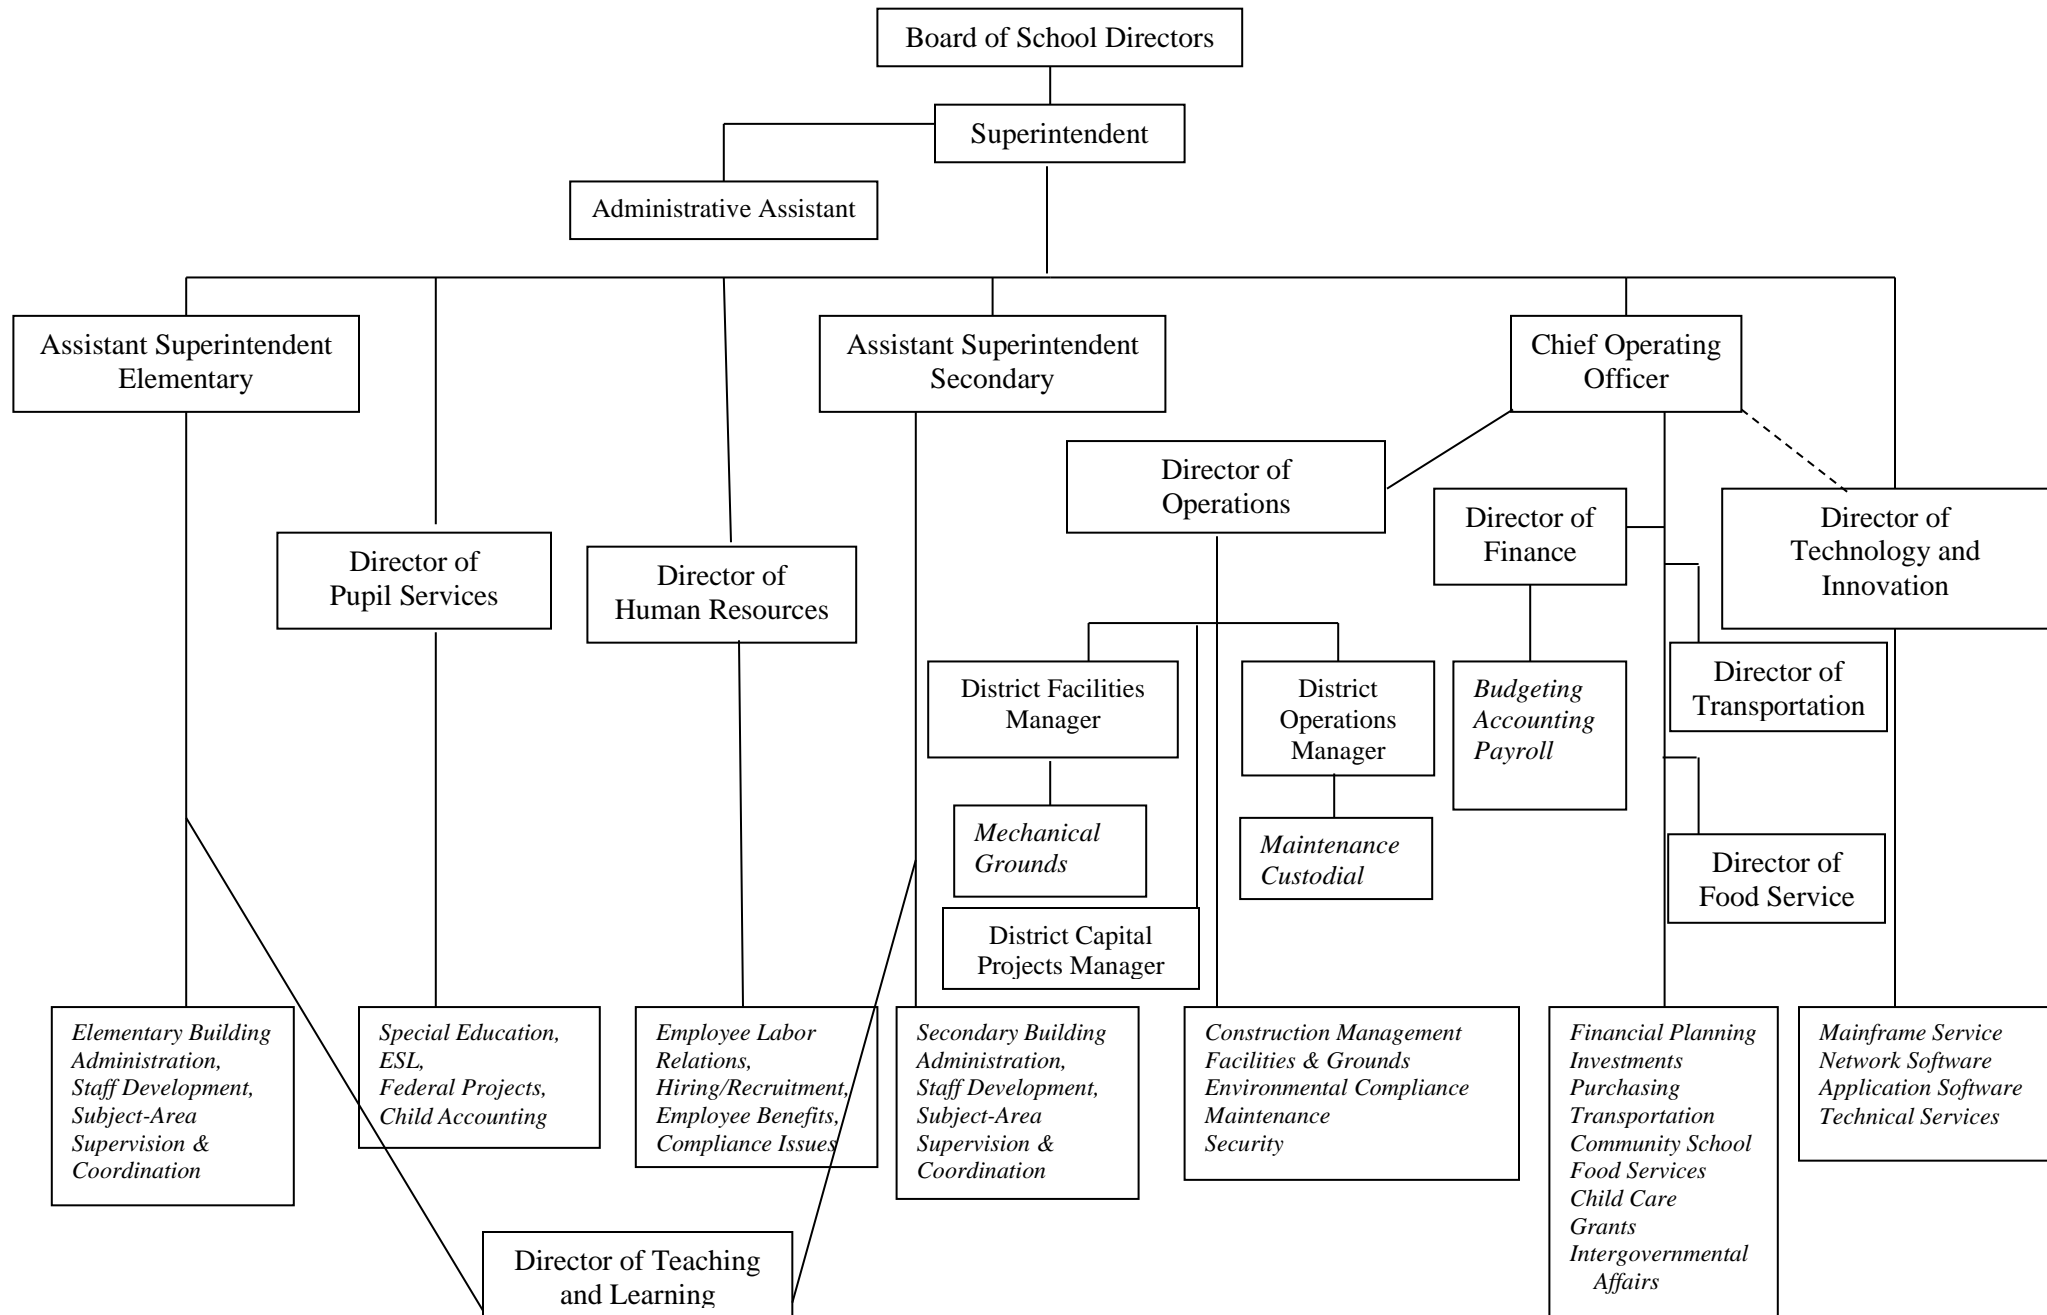 Board of School Directors
Superintendent
Administrative Assistant
Assistant Superintendent
Elementary
Assistant Superintendent
Secondary
Chief Operating
Officer
Director of
Operations
Director of
Finance
Director of
Technology and
Innovation
Director of
Pupil Services
Director of
Human Resources
District Facilities
Manager
District
Operations
Manager
Budgeting
Accounting
Payroll
Director of
Transportation
Mechanical
Grounds
Maintenance
Custodial
Director of
Food Service
District Capital
Projects Manager
Elementary Building
Administration,
Staff Development,
Subject-Area
Supervision &
Coordination
Special Education,
ESL,
Federal Projects,
Child Accounting
Employee Labor
Relations,
Hiring/Recruitment,
Employee Benefits,
Compliance Issues
Secondary Building
Administration,
Staff Development,
Subject-Area
Supervision &
Coordination
Construction Management
Facilities & Grounds
Environmental Compliance
Maintenance
Security
Financial Planning
Investments
Purchasing
Transportation
Community School
Food Services
Child Care
Grants
Intergovernmental
Affairs
Mainframe Service
Network Software
Application Software
Technical Services
Director of Teaching
and Learning